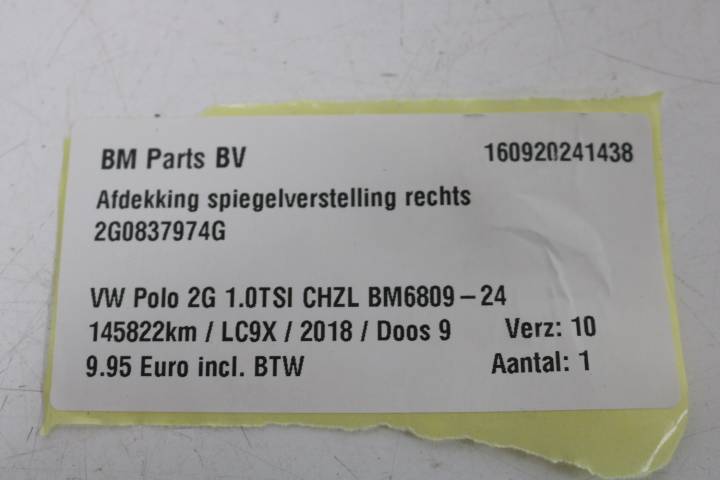 BM Parts BV 160920241438
Afdekking spiegelverstelling rechts
2G0837974G
VW Polo 2G 1.0TSI CHZL BM6809-24
145822km / LC9X / 2018 / Doos 9 Verz: 10
9.95 Euro incl. BTW Aantal: 1